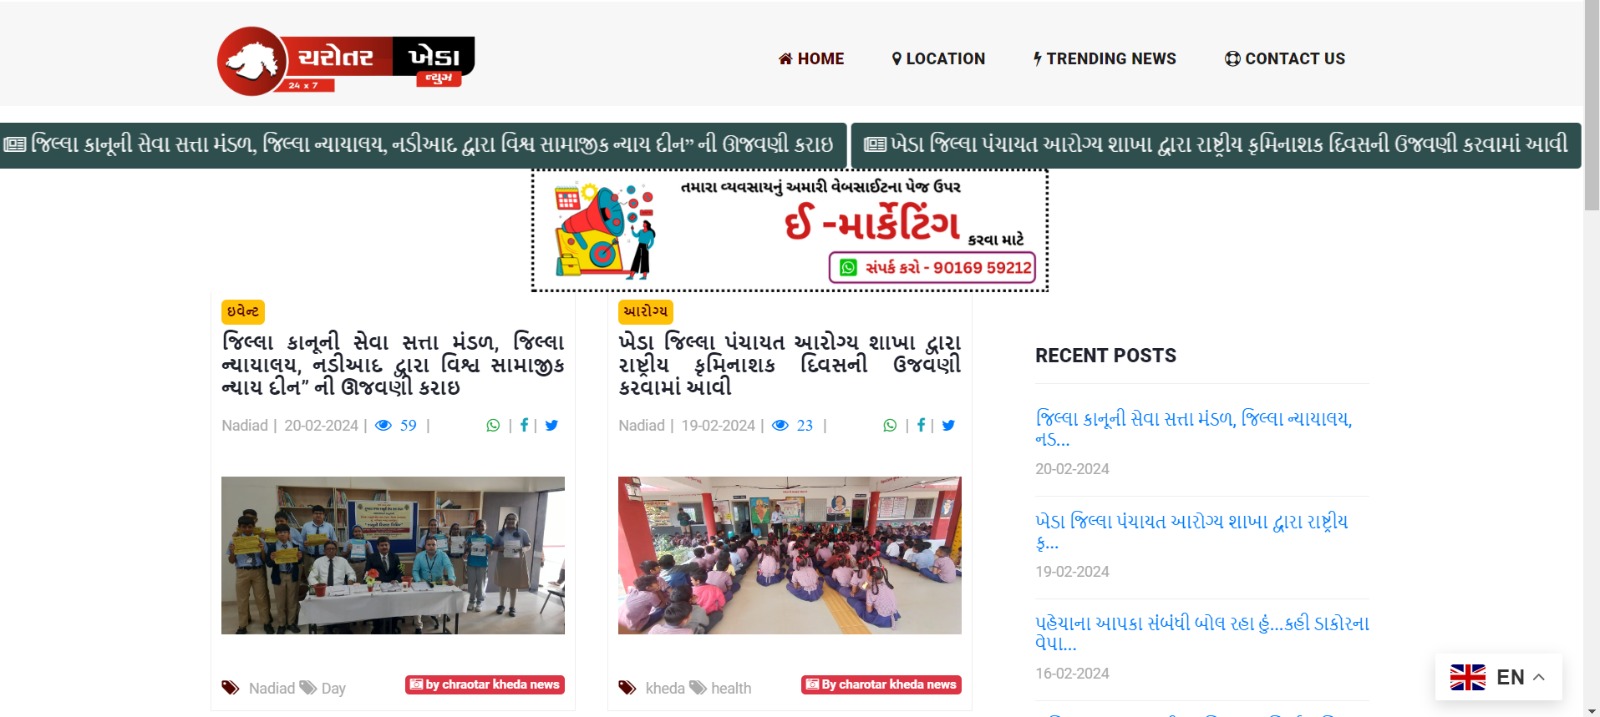 ચરોતર ખેડા
ન્યુઝ
24 x 7
HOME
LOCATION
TRENDING NEWS
CONTACT US
જિલ્લા કાનૂની સેવા સત્તા મંડળ, જિલ્લા ન્યાયાલય, નડીઆદ દ્વારા વિશ્વ સામાજીક ન્યાય દીન” ની ઊજવણી કરાઇ
ખેડા જિલ્લા પંચાયત આરોગ્ય શાખા દ્વારા રાષ્ટ્રીય કૃમિનાશક દિવસની ઉજવણી કરવામાં આવી
તમારા વ્યવસાયનું અમારી વેબસાઈટના પેજ ઉપર
ઈ -માર્કેટિંગ
કરવા માટે
સંપર્ક કરો - 90169 59212
ઇવેન્ટ
જિલ્લા કાનૂની સેવા સત્તા મંડળ, જિલ્લા
ન્યાયાલય, નડીઆદ દ્વારા વિશ્વ સામાજીક
ન્યાય દીન” ની ઊજવણી કરાઇ
Nadiad | 20-02-2024 | 59 | | |
Nadiad Day
by chraotar kheda news
આરોગ્ય
ખેડા જિલ્લા પંચાયત આરોગ્ય શાખા દ્વારા
રાષ્ટ્રીય કૃમિનાશક દિવસની ઉજવણી
કરવામાં આવી
Nadiad | 19-02-2024 | 23 | | |
kheda health
By charotar kheda news
RECENT POSTS
જિલ્લા કાનૂની સેવા સત્તા મંડળ, જિલ્લા ન્યાયાલય,
નડ...
20-02-2024
ખેડા જિલ્લા પંચાયત આરોગ્ય શાખા દ્વારા રાષ્ટ્રીય
કૃ...
19-02-2024
પહેચાના આપકા સંબંધી બોલ રહા હું...કહી ડાકોરના
વેપા...
16-02-2024
EN